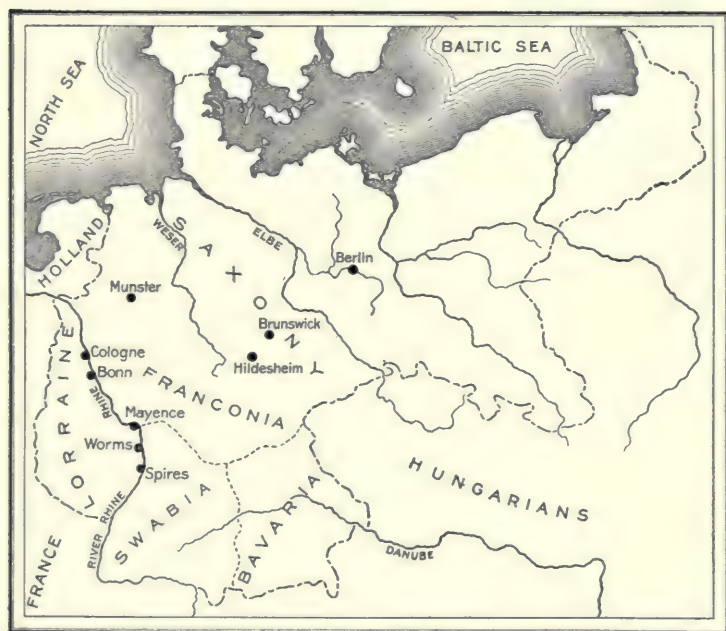 BALTIC SEA
NORTH SEA
HOLLAND
WESER
SAXONY
ELBE
Berlin
Munster
Brunswick
Hildesheim
LORRAINE
Cologne
Bonn
RHINE
FRANCONIA
Mayence
Worms
Spires
RIVER RHINE
SWABIA
BAVARIA
HUNGARIANS
FRANCE
DANUBE